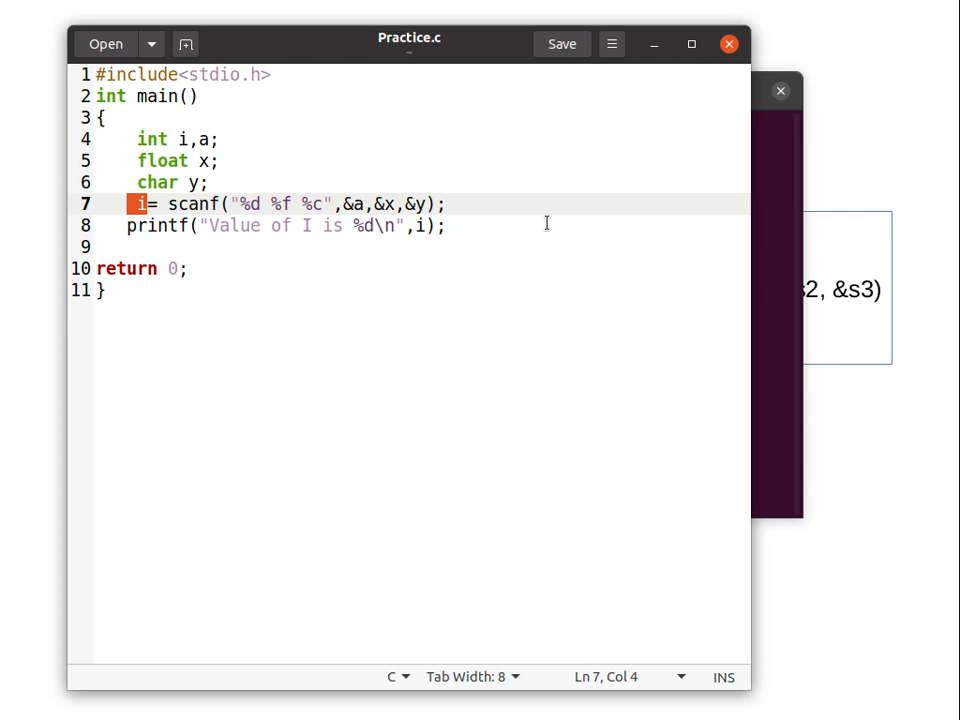 Open
Practice.c
~
Save
1 #include<stdio.h>
2 int main()
3 {
4 int i,a;
5 float x;
6 char y;
7 i= scanf("%d %f %c",&a,&x,&y);
8 printf("Value of I is %d\n",i);
9
10 return 0;
11 }
s2, &s3)
C Tab Width: 8 Ln 7, Col 4 INS